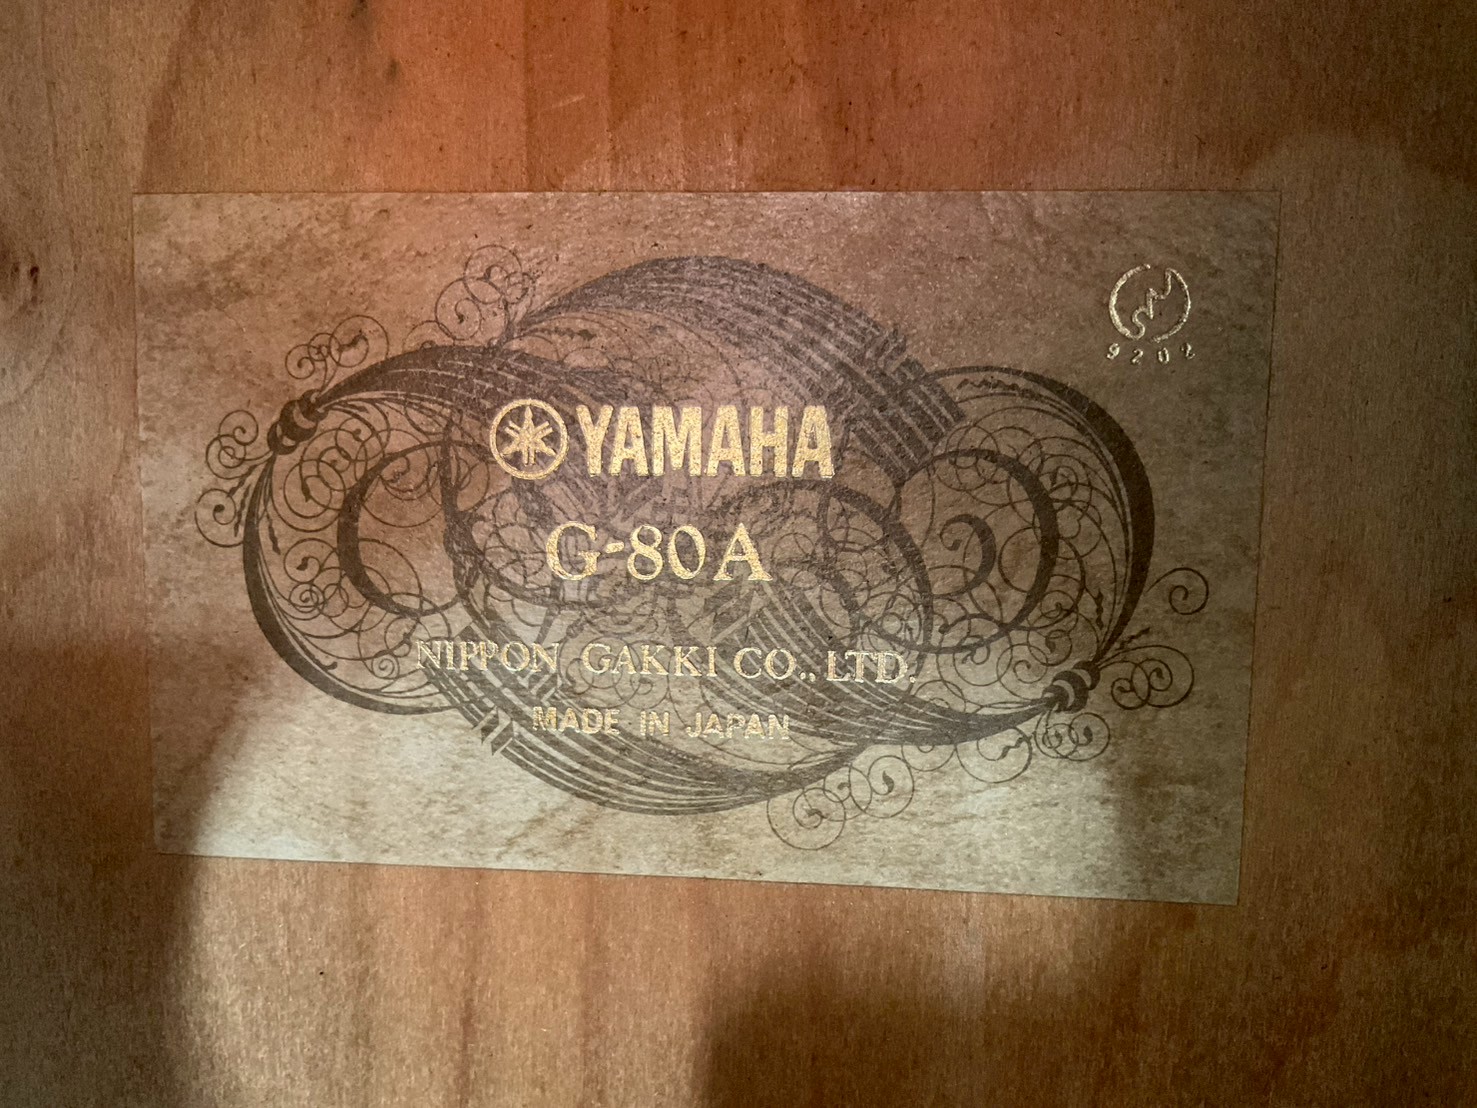 9202
YAMAHA
G-80A
NIPPON GAKKI CO., LTD.
MADE IN JAPAN